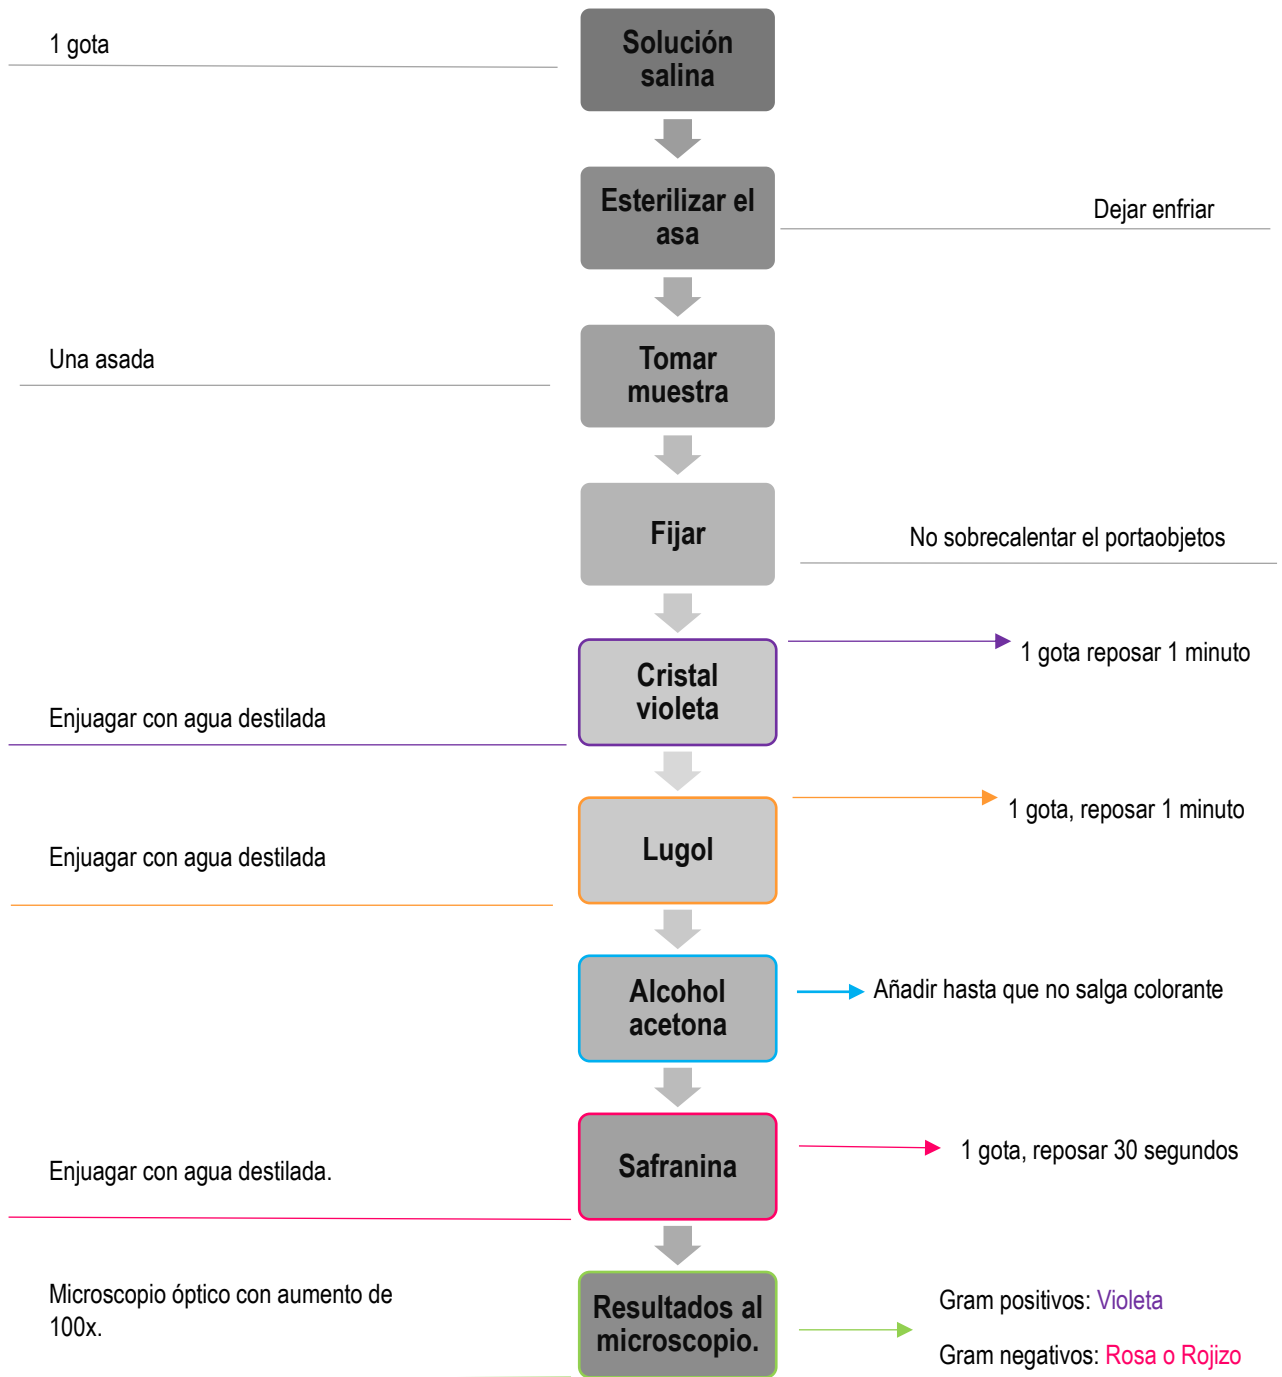 1 gota
Solución
salina
Esterilizar el
asa
Dejar enfriar
Una asada
Tomar
muestra
Fijar
No sobrecalentar el portaobjetos
Cristal
violeta
1 gota reposar 1 minuto
Enjuagar con agua destilada
Lugol
1 gota, reposar 1 minuto
Enjuagar con agua destilada
Alcohol
acetona
Añadir hasta que no salga colorante
Safranina
1 gota, reposar 30 segundos
Enjuagar con agua destilada.
Microscopio óptico con aumento de
100x.
Resultados al
microscopio.
Gram positivos: Violeta
Gram negativos: Rosa o Rojizo